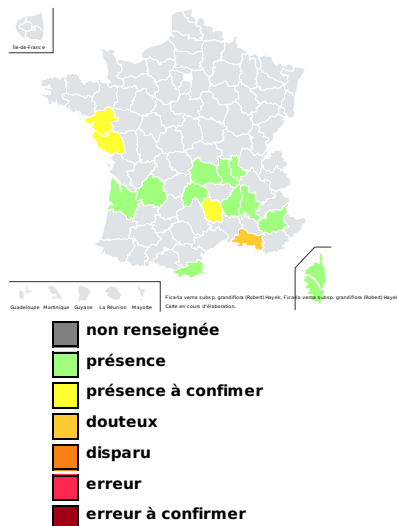 Île-de-France
Guadeloupe Martinique Guyane La Réunion Mayotte
Ficaria verna subsp. grandiflora (Robert) Hayek, Ficaria verna subsp. grandiflora (Robert) Hayek
Carte en cours d'élaboration.
non renseignée
présence
présence à confimer
douteux
disparu
erreur
erreur à confirmer